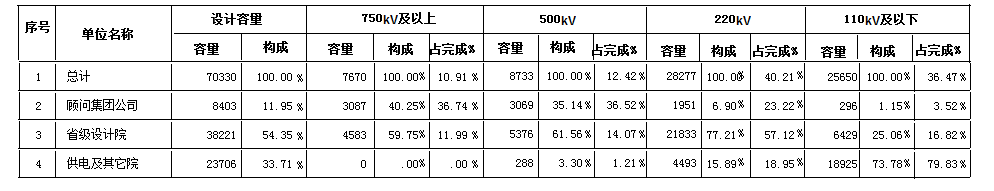 序号 单位名称 设计容量 750kV及以上 500kV 220kV 110kV及以下
容量 构成 容量 构成 占完成% 容量 构成 占完成% 容量 构成 占完成% 容量 构成 占完成%
1 总计 70330 100.00 % 7670 100.00% 10.91 % 8733 100.00 % 12.42% 28277 100.00% 40.21% 25650 100.00 % 36.47%
2 顾问集团公司 8403 11.95 % 3087 40.25% 36.74 % 3069 35.14 % 36.52% 1951 6.90% 23.22% 296 1.15% 3.52%
3 省级设计院 38221 54.35 % 4583 59.75% 11.99 % 5376 61.56 % 14.07% 21833 77.21% 57.12% 6429 25.06% 16.82%
4 供电及其它院 23706 33.71 % 0 .00% .00 % 288 3.30 % 1.21% 4493 15.89% 18.95% 18925 73.78% 79.83%